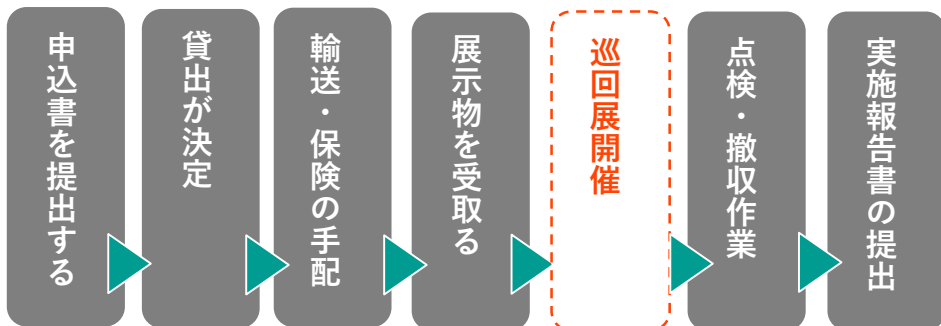 申込書を提出する
貸出が決定
輸送・保険の手配
展示物を受取る
巡回展開催
点検・撤収作業
実施報告書の提出